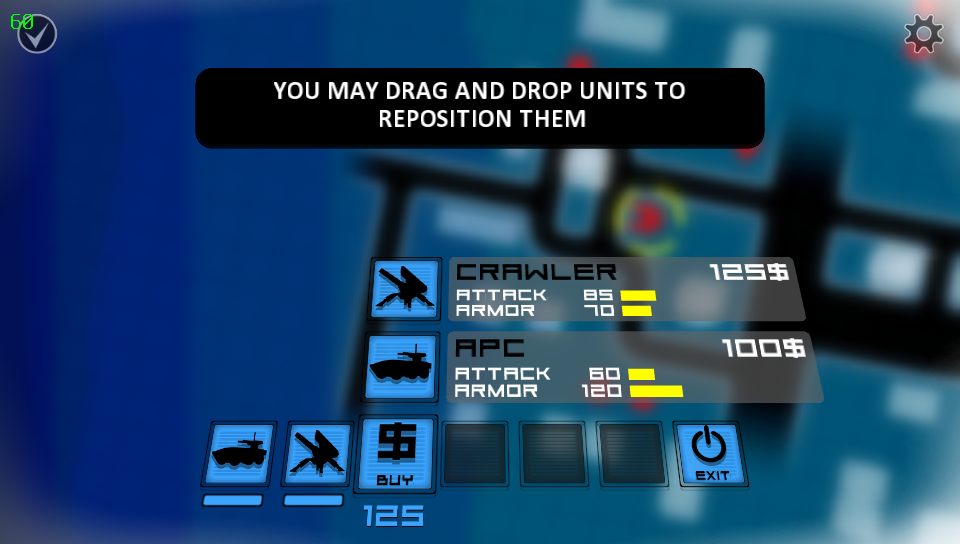 60
YOU MAY DRAG AND DROP UNITS TO
REPOSITION THEM
CRAWLER 125$
ATTACK 85
ARMOR 70
APC 100$
ATTACK 60
ARMOR 120
$
BUY
EXIT
125